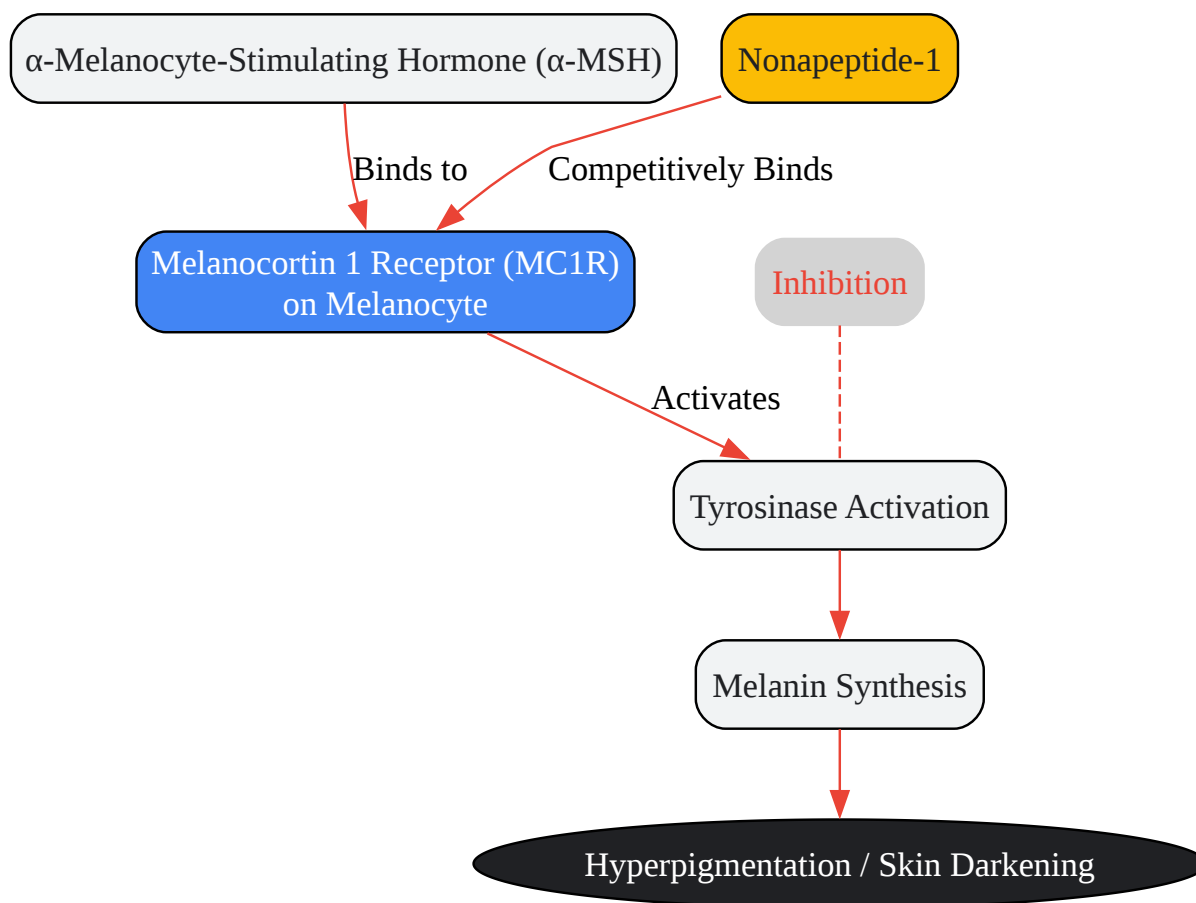 α-Melanocyte-Stimulating Hormone (α-MSH)
Nonapeptide-1
Binds to
Competitively Binds
Melanocortin 1 Receptor (MC1R)
on Melanocyte
Inhibition
Activates
Tyrosinase Activation
Melanin Synthesis
Hyperpigmentation / Skin Darkening